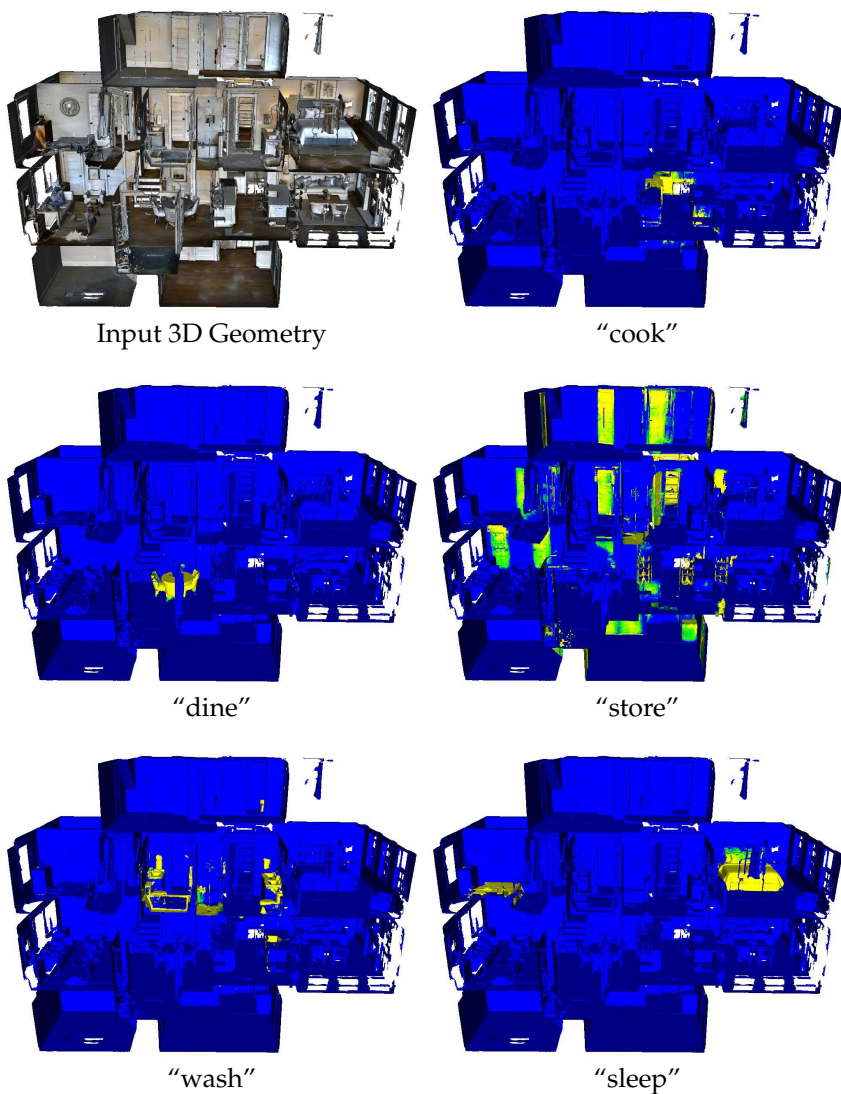 Input 3D Geometry
“cook”
“dine”
“store”
“wash”
“sleep”